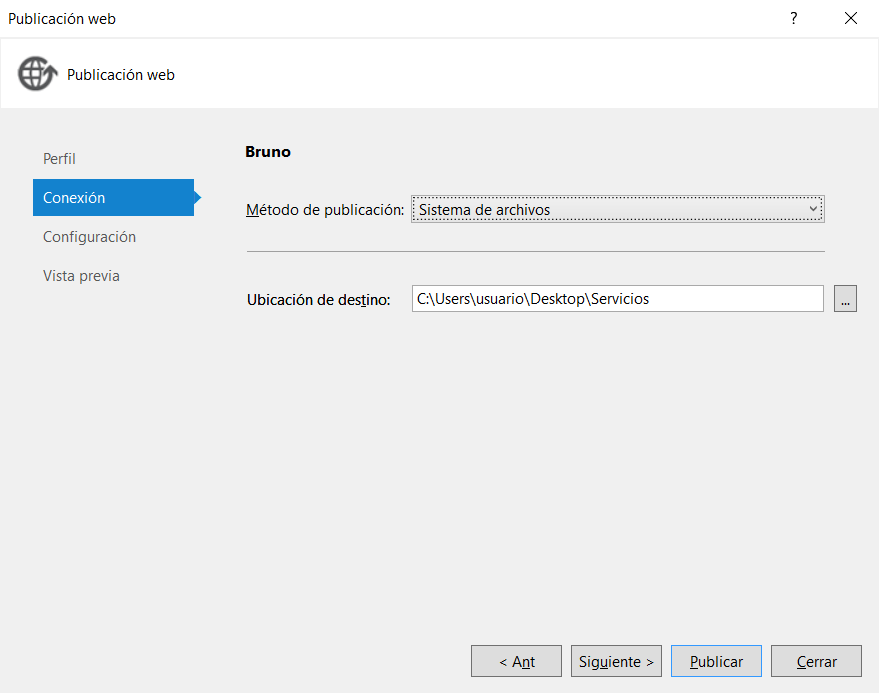 Publicación web
?
Publicación web
Perfil
Conexión
Configuración
Vista previa
Bruno
Método de publicación: Sistema de archivos
Ubicación de destino: C:\Users\usuario\Desktop\Servicios ...
< Ant Siguiente > Publicar Cerrar